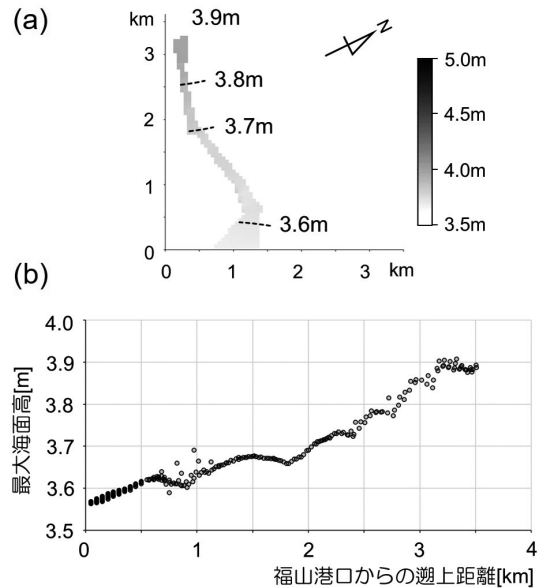 (a)
km
3.9m
N
3
3.8m
2
3.7m
1
3.6m
0
0 1 2 3 km
5.0m
4.5m
4.0m
3.5m
(b)
最大海面高[m]
4.0
3.9
3.8
3.7
3.6
3.5
0 1 2 3 4
福山港口からの遡上距離[km]